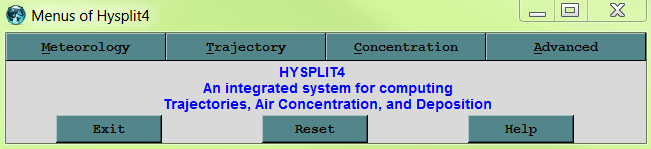 Menus of Hysplit4
Meteorology Trajectory Concentration Advanced
HYSPLIT4
An integrated system for computing
Trajectories, Air Concentration, and Deposition
Exit Reset Help